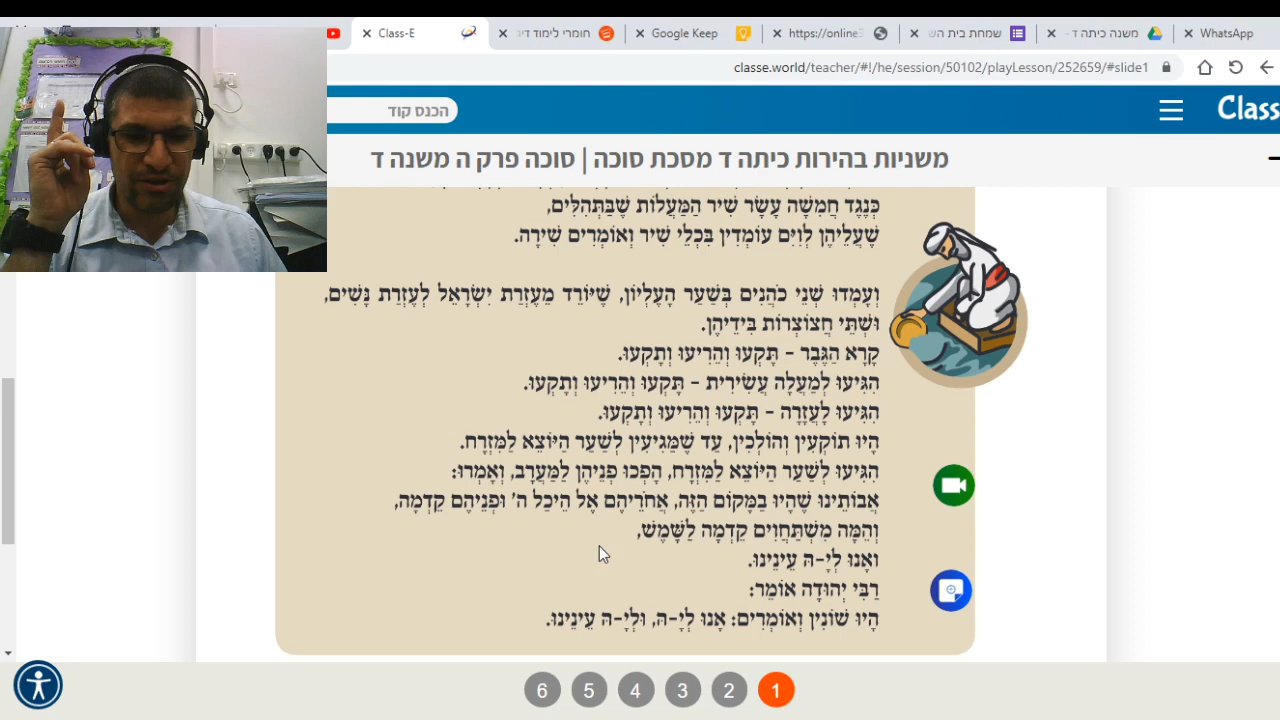 Class-E
חומרי לימוד דיג
Google Keep
https://online3
שמחת בית הש
משנה כיתה ד -
WhatsApp
classe.world/teacher/#!/he/session/50102/playLesson/252659/#slide1
הכנס קוד
Class
משניות בהירות כיתה ד מסכת סוכה | סוכה פרק ה משנה ד
כְּנֶגֶד חֲמִשָּׁה עָשָׂר שִׁיר הַמַּעֲלוֹת שֶׁבַּתְּהִלִּים,
שֶׁעֲלֵיהֶן לְוִיִּם עוֹמְדִין בִּכְלֵי שִׁיר וְאוֹמְרִים שִׁירָה.
וְעָמְדוּ שְׁנֵי כֹהֲנִים בְּשַׁעַר הָעֶלְיוֹן, שֶׁיּוֹרֵד מֵעֶזְרַת יִשְׂרָאֵל לְעֶזְרַת נָשִׁים,
וּשְׁתֵּי חֲצוֹצְרוֹת בִּידֵיהֶן.
קָרָא הַגֶּבֶר - תָּקְעוּ וְהֵרִיעוּ וְתָקְעוּ.
הִגִּיעוּ לְמַעֲלָה עֲשִׂירִית - תָּקְעוּ וְהֵרִיעוּ וְתָקְעוּ.
הִגִּיעוּ לָעֲזָרָה - תָּקְעוּ וְהֵרִיעוּ וְתָקְעוּ.
הָיוּ תוֹקְעִין וְהוֹלְכִין, עַד שֶׁמַּגִּיעִין לְשַׁעַר הַיּוֹצֵא לַמִּזְרָח.
הִגִּיעוּ לְשַׁעַר הַיּוֹצֵא לַמִּזְרָח, הָפְכוּ פְנֵיהֶן לַמַּעֲרָב, וְאָמְרוּ:
אֲבוֹתֵינוּ שֶׁהָיוּ בַמָּקוֹם הַזֶּה, אֲחֹרֵיהֶם אֶל הֵיכַל ה' וּפְנֵיהֶם קֵדְמָה,
וְהֵמָּה מִשְׁתַּחֲוִים קֵדְמָה לַשָּׁמֶשׁ,
וְאָנוּ לְיָ-הּ עֵינֵינוּ.
רַבִּי יְהוּדָה אוֹמֵר:
הָיוּ שׁוֹנִין וְאוֹמְרִים: אָנוּ לְיָ-הּ, וּלְיָ-הּ עֵינֵינוּ.
1 2 3 4 5 6